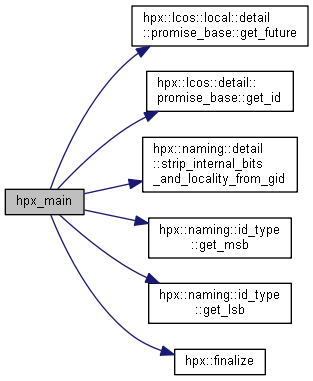 hpx::lcos::local::detail
::promise_base::get_future
hpx::lcos::detail::
promise_base::get_id
hpx::naming::detail
::strip_internal_bits
_and_locality_from_gid
hpx_main
hpx::naming::id_type
::get_msb
hpx::naming::id_type
::get_lsb
hpx::finalize